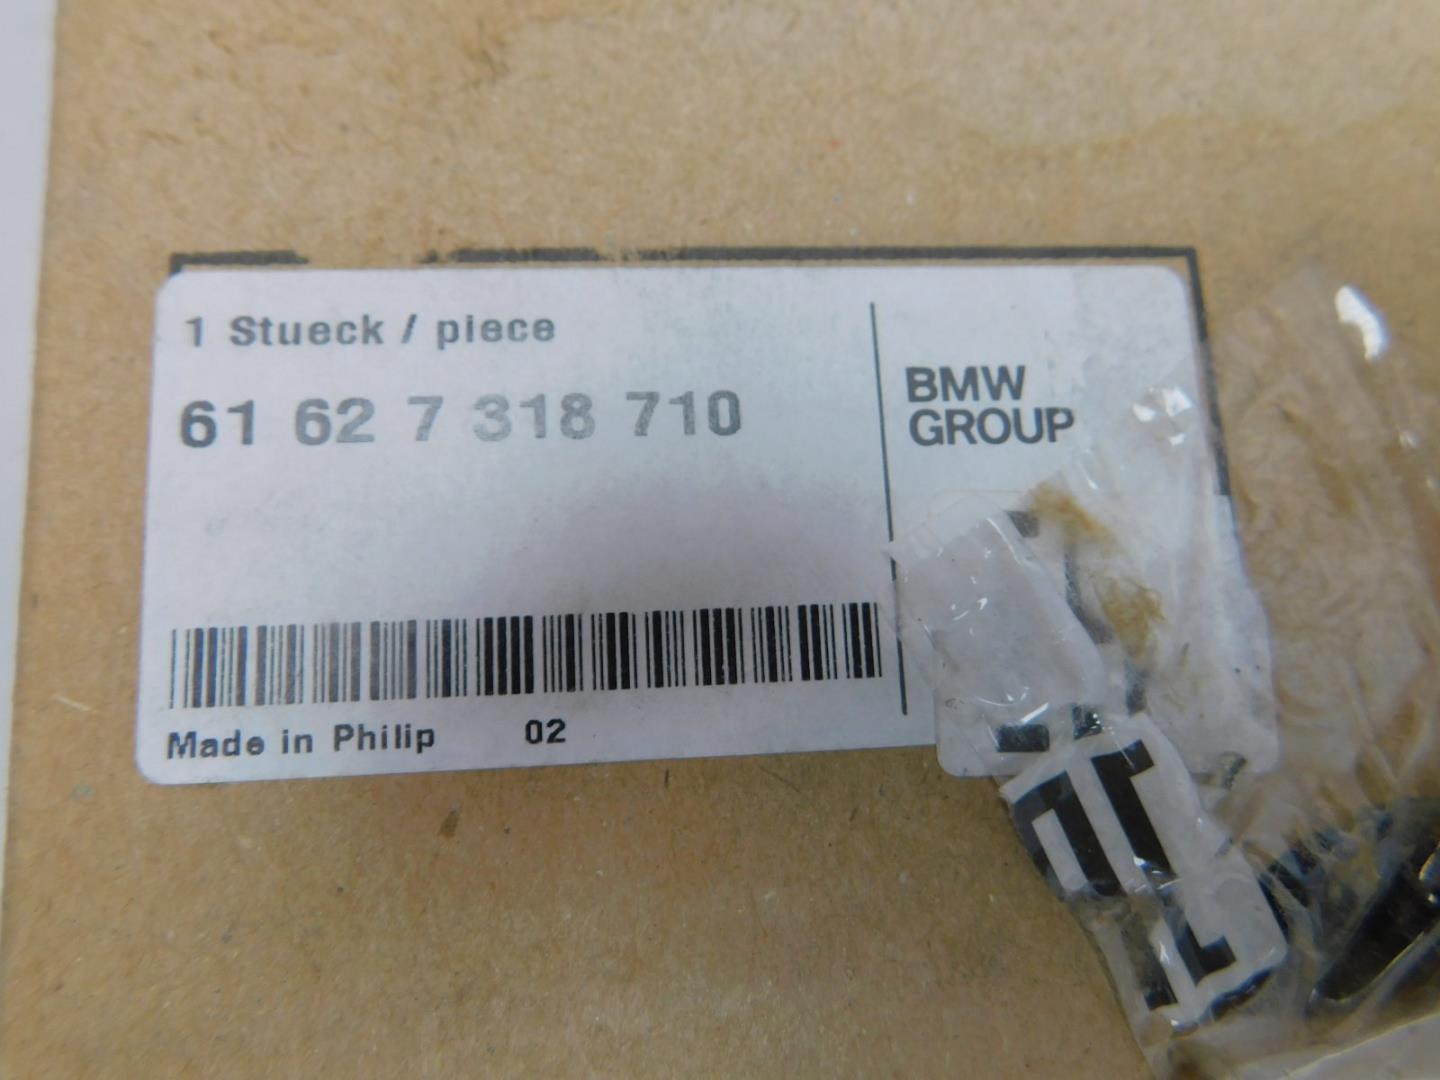 1 Stueck / piece
61 62 7 318 710
BMW
GROUP
Made in Philip 02